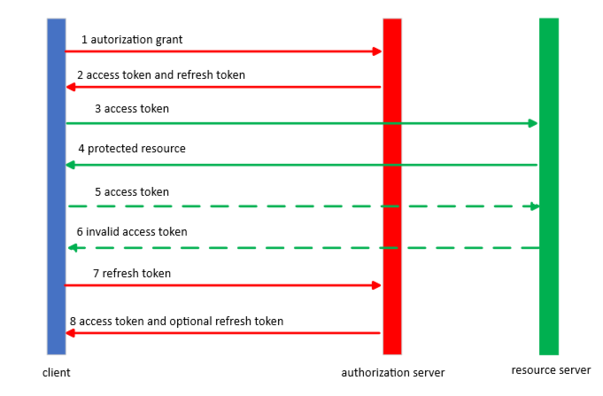 1 autorization grant
2 access token and refresh token
3 access token
4 protected resource
5 access token
6 invalid access token
7 refresh token
8 access token and optional refresh token
client
authorization server
resource server